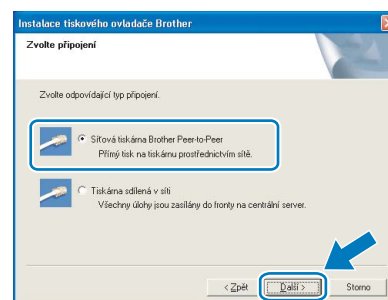 Instalace tiskového ovladače Brother
Zvolte připojení
Zvolte odpovídající typ připojení.
Síťová tiskárna Brother Peer-to-Peer
Přímý tisk na tiskárnu prostřednictvím sítě.
Tiskárna sdílená v síti
Všechny úlohy jsou zasílány do fronty na centrální server.
< Zpět
Další >
Storno